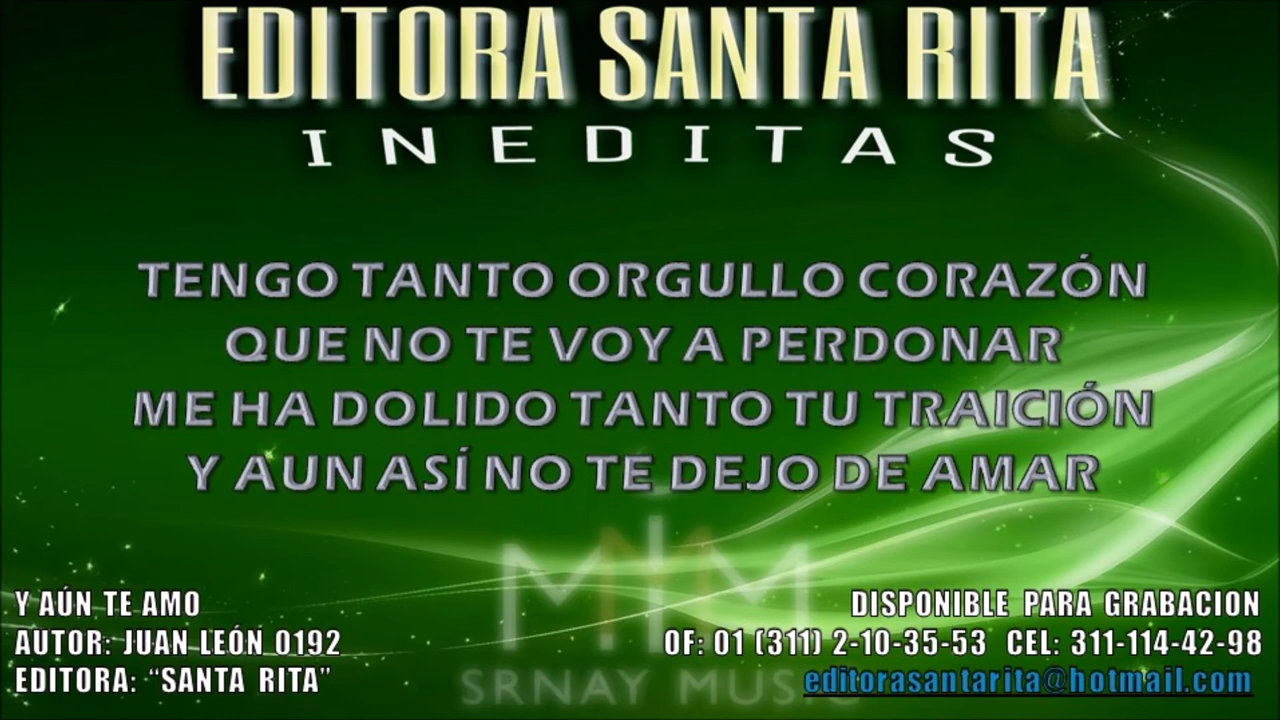 EDITORA SANTA RITA
INEDITAS
TENGO TANTO ORGULLO CORAZÓN
QUE NO TE VOY A PERDONAR
ME HA DOLIDO TANTO TU TRAICIÓN
Y AUN ASÍ NO TE DEJO DE AMAR
Y AÚN TE AMO
AUTOR: JUAN LEÓN 0192
EDITORA: “SANTA RITA”
DISPONIBLE PARA GRABACION
OF: 01 (311) 2-10-35-53 CEL: 311-114-42-98
editorasantarita@hotmail.com
SRNAY MUSIC